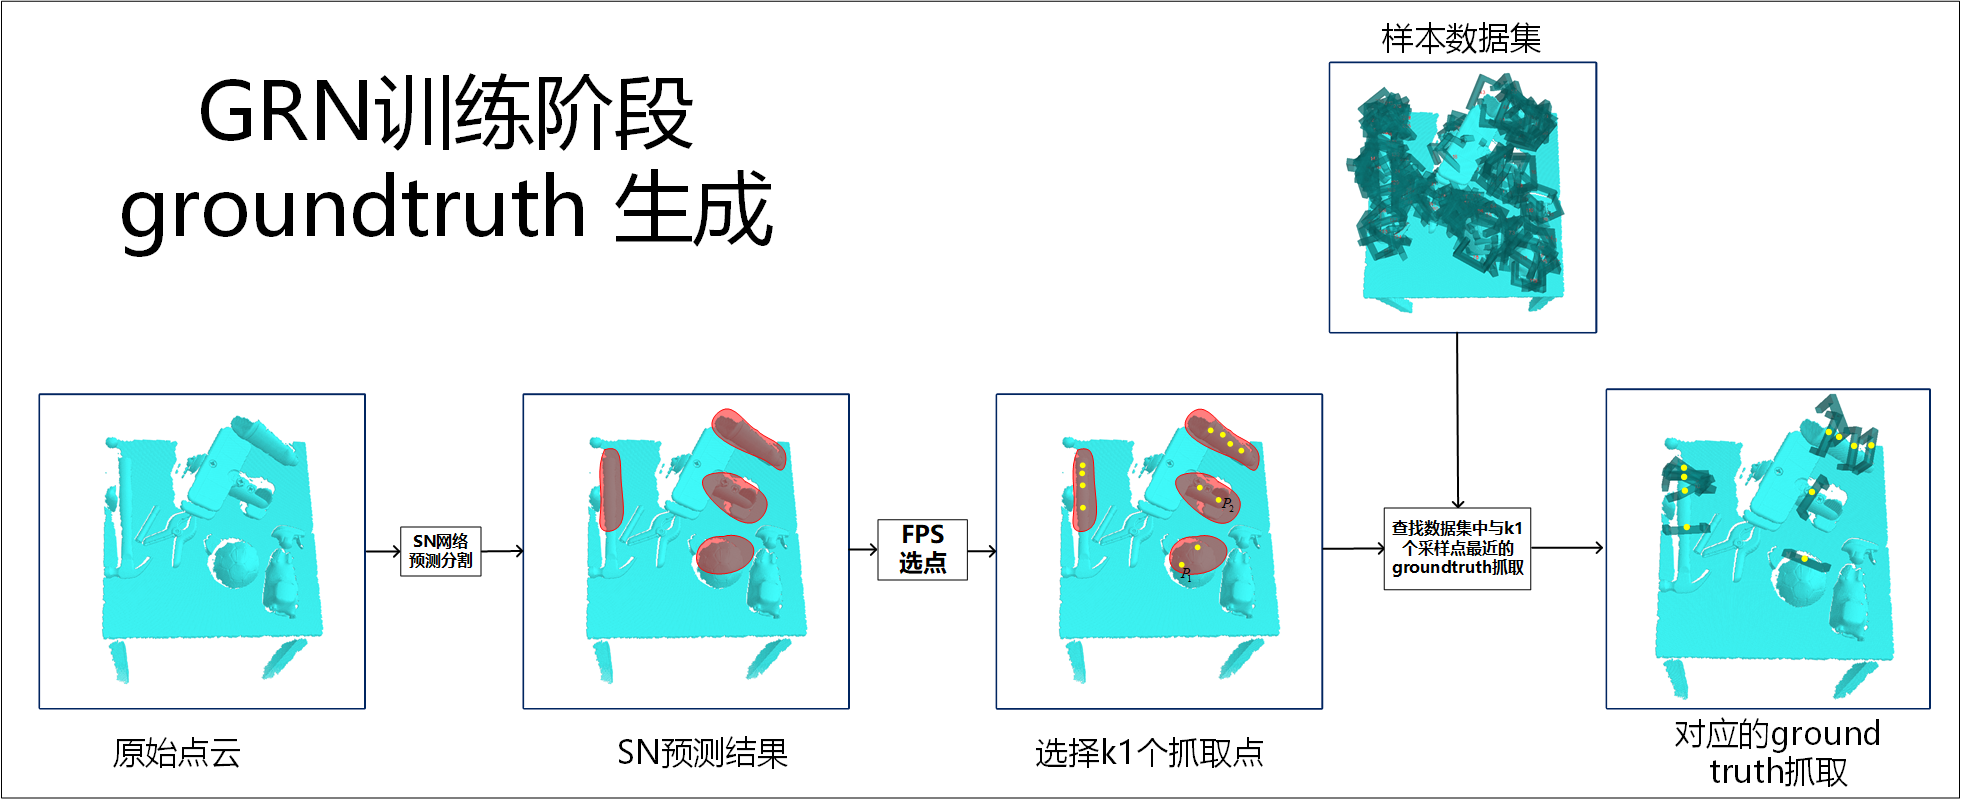 GRN训练阶段
groundtruth 生成
样本数据集
SN网络
预测分割
FPS
选点
P2
P1
查找数据集中与k1
个采样点最近的
groundtruth抓取
原始点云
SN预测结果
选择k1个抓取点
对应的ground
truth抓取